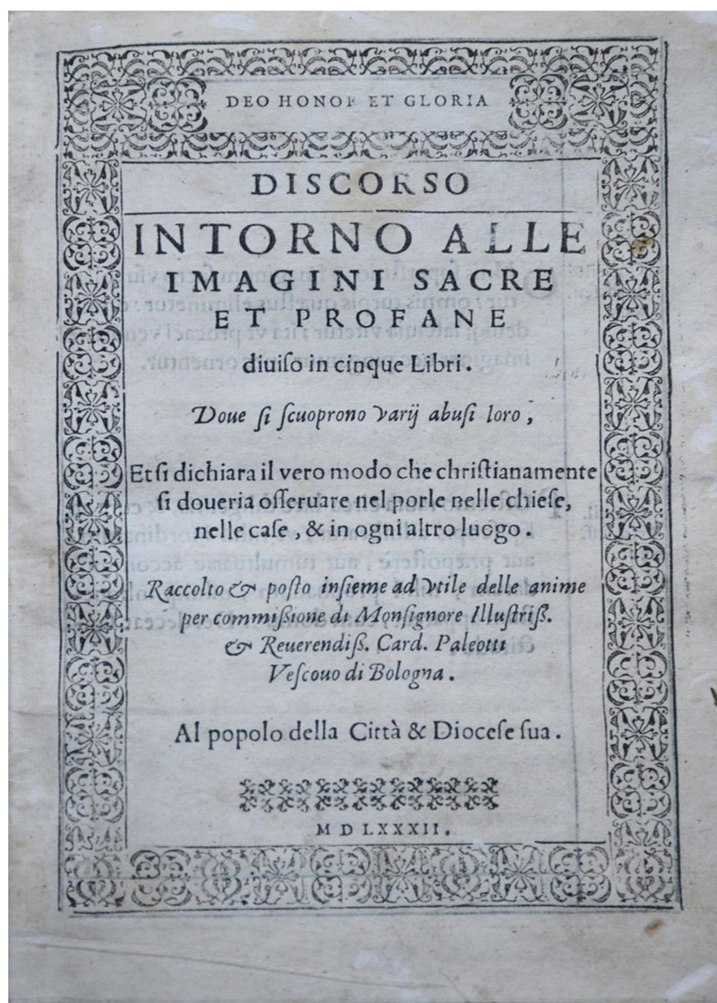 DEO HONOR ET GLORIA
DISCORSO
INTORNO ALLE
IMAGINI SACRE
ET PROFANE
diuiſo in cinque Libri.
Doue ſi ſcuoprono varij abuſi loro,
Et ſi dichiara il vero modo che chriſtianamente
ſi doueria oſſeruare nel porle nelle chieſe,
nelle caſe, & in ogni altro luogo.
Raccolto & poſto inſieme ad vtile delle anime
per commiſſione di Monſignore Illuſtriſſ.
& Reuerendiſſ. Card. Paleotti
Veſcouo di Bologna.
Al popolo della Città & Dioceſe ſua.
M D LXXXII.